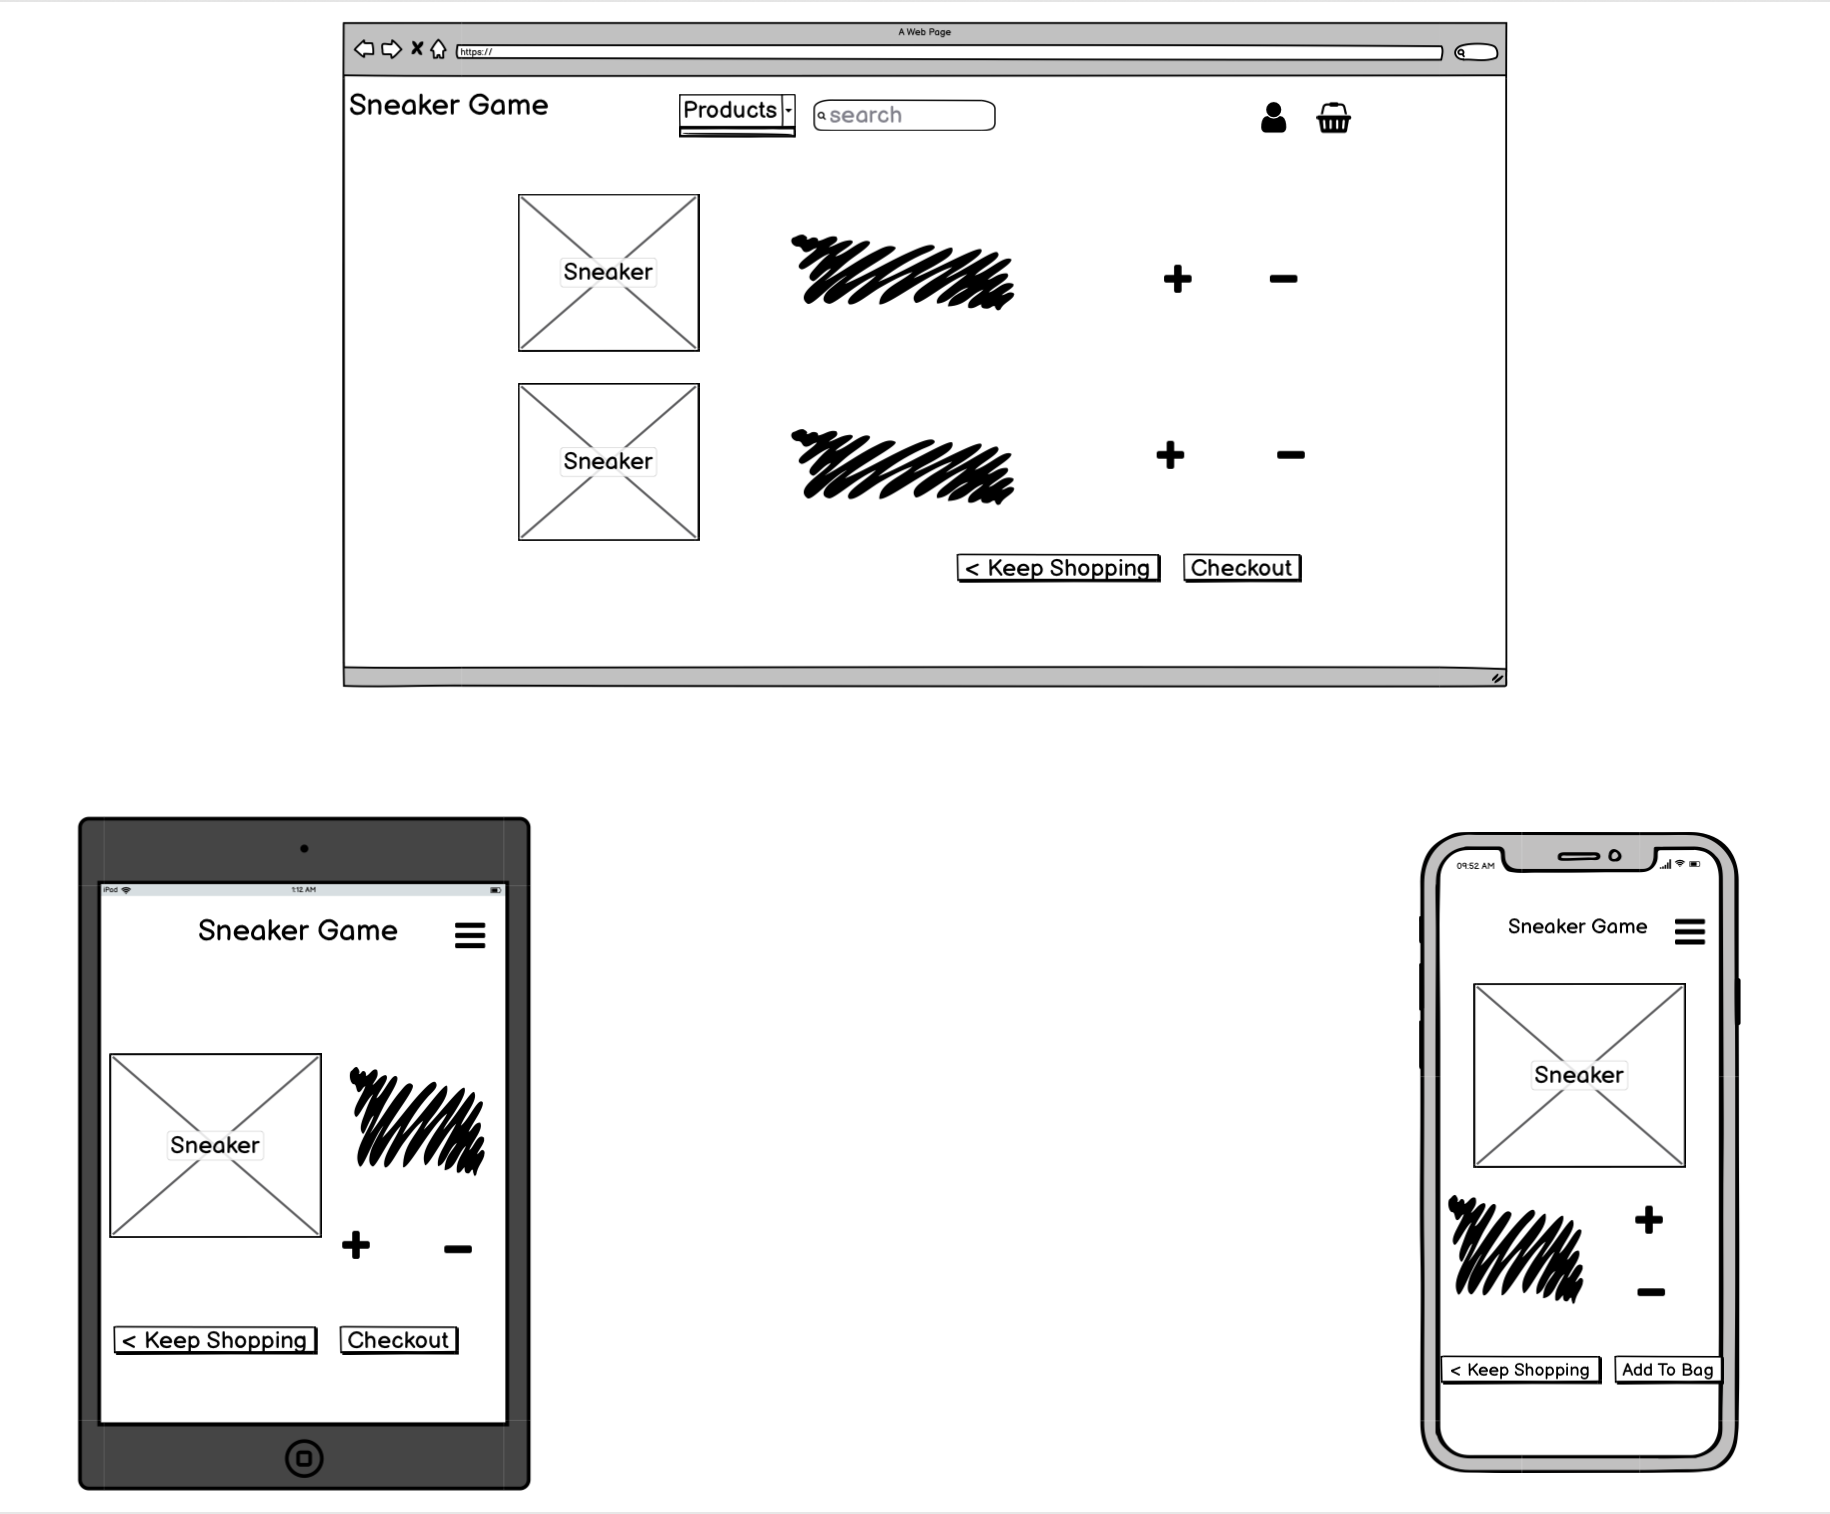 A Web Page
https://
Sneaker Game
Products
search
Sneaker
Sneaker
< Keep Shopping
Checkout
iPod
1:12 AM
Sneaker Game
Sneaker
< Keep Shopping
Checkout
09:52 AM
Sneaker Game
Sneaker
< Keep Shopping
Add To Bag